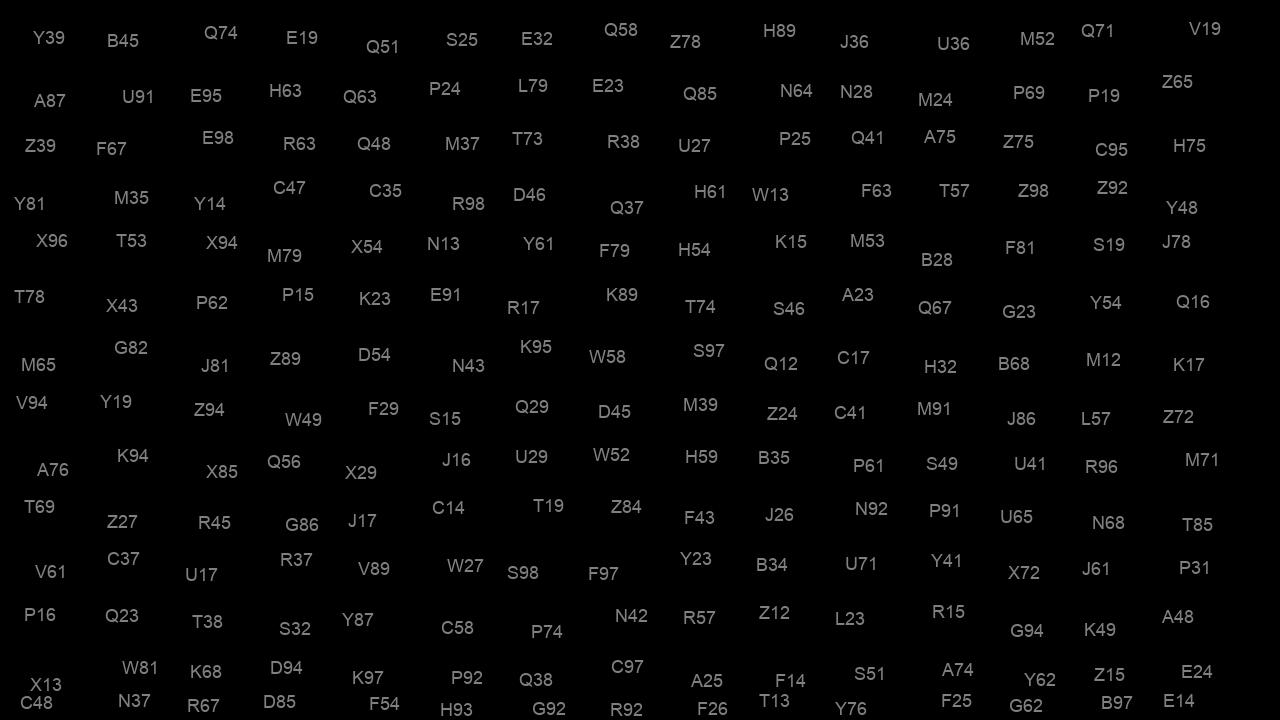 Y39 B45 Q74 E19 Q51 S25 E32 Q58 Z78 H89 J36 U36 M52 Q71 V19
A87 U91 E95 H63 Q63 P24 L79 E23 Q85 N64 N28 M24 P69 P19 Z65
Z39 F67 E98 R63 Q48 M37 T73 R38 U27 P25 Q41 A75 Z75 C95 H75
Y81 M35 Y14 C47 C35 R98 D46 Q37 H61 W13 F63 T57 Z98 Z92 Y48
X96 T53 X94 M79 X54 N13 Y61 F79 H54 K15 M53 B28 F81 S19 J78
T78 X43 P62 P15 K23 E91 R17 K89 T74 S46 A23 Q67 G23 Y54 Q16
M65 G82 J81 Z89 D54 N43 K95 W58 S97 Q12 C17 H32 B68 M12 K17
V94 Y19 Z94 W49 F29 S15 Q29 D45 M39 Z24 C41 M91 J86 L57 Z72
A76 K94 X85 Q56 X29 J16 U29 W52 H59 B35 P61 S49 U41 R96 M71
T69 Z27 R45 G86 J17 C14 T19 Z84 F43 J26 N92 P91 U65 N68 T85
V61 C37 U17 R37 V89 W27 S98 F97 Y23 B34 U71 Y41 X72 J61 P31
P16 Q23 T38 S32 Y87 C58 P74 N42 R57 Z12 L23 R15 G94 K49 A48
X13 W81 K68 D94 K97 P92 Q38 C97 A25 F14 S51 A74 Y62 Z15 E24
C48 N37 R67 D85 F54 H93 G92 R92 F26 T13 Y76 F25 G62 B97 E14